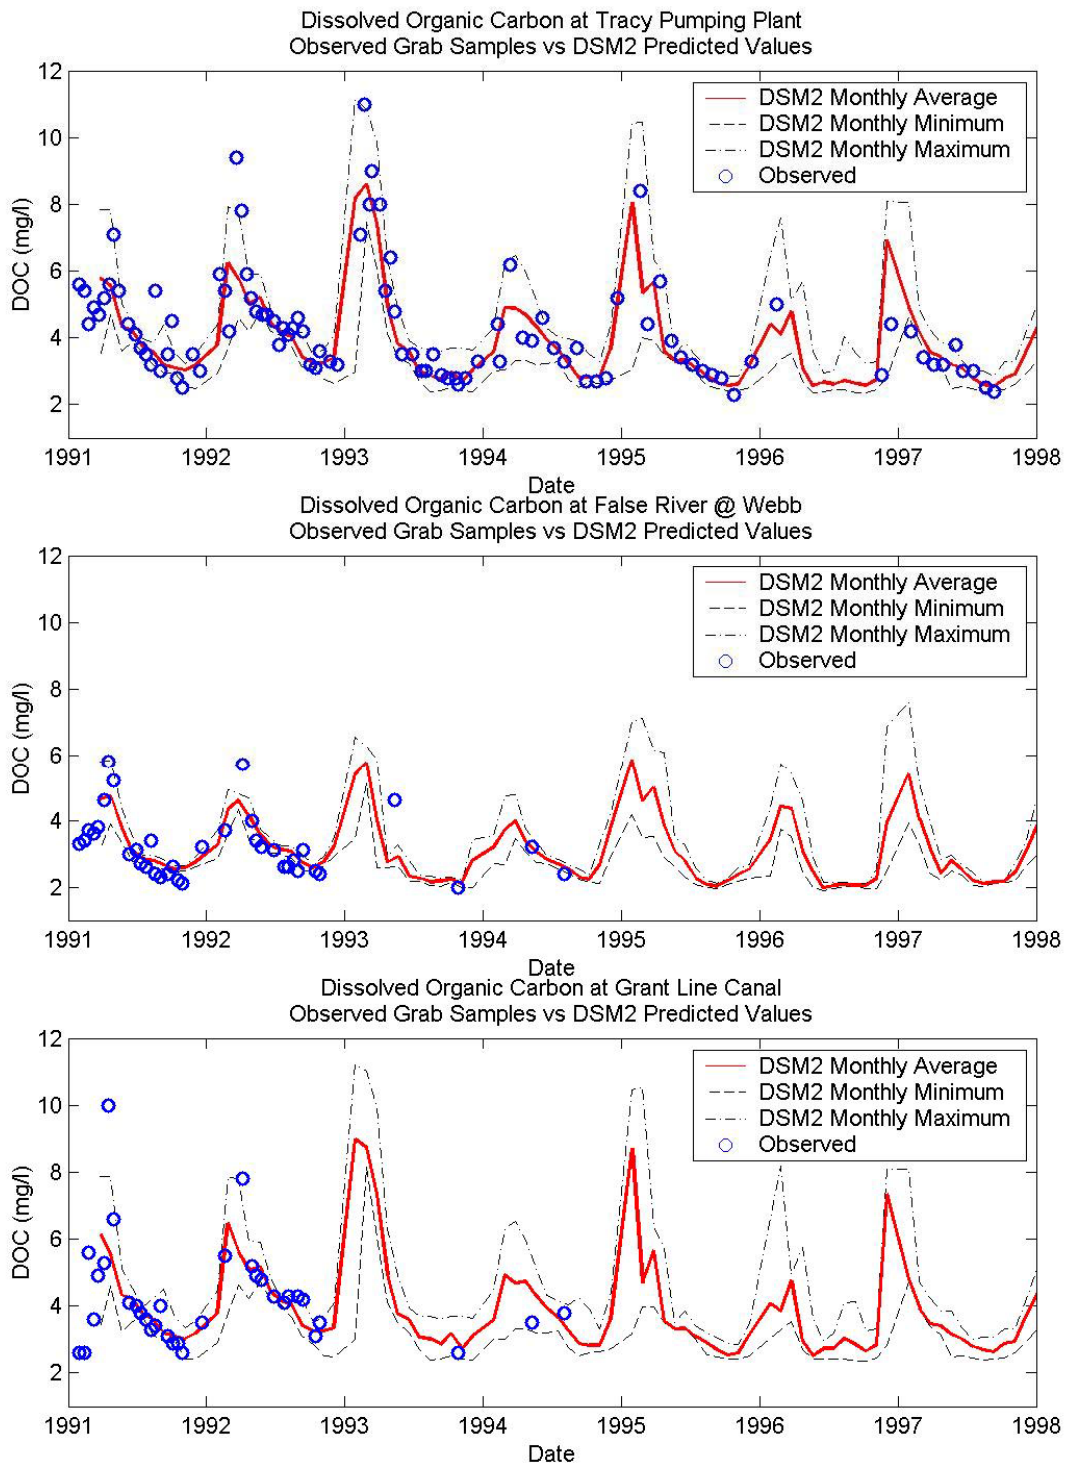 Dissolved Organic Carbon at Tracy Pumping Plant
Observed Grab Samples vs DSM2 Predicted Values
12
10
8
6
4
2
DOC (mg/l)
DSM2 Monthly Average
DSM2 Monthly Minimum
DSM2 Monthly Maximum
Observed
1991 1992 1993 1994 1995 1996 1997 1998
Date
Dissolved Organic Carbon at False River @ Webb
Observed Grab Samples vs DSM2 Predicted Values
12
10
8
6
4
2
DOC (mg/l)
DSM2 Monthly Average
DSM2 Monthly Minimum
DSM2 Monthly Maximum
Observed
1991 1992 1993 1994 1995 1996 1997 1998
Date
Dissolved Organic Carbon at Grant Line Canal
Observed Grab Samples vs DSM2 Predicted Values
12
10
8
6
4
2
DOC (mg/l)
DSM2 Monthly Average
DSM2 Monthly Minimum
DSM2 Monthly Maximum
Observed
1991 1992 1993 1994 1995 1996 1997 1998
Date